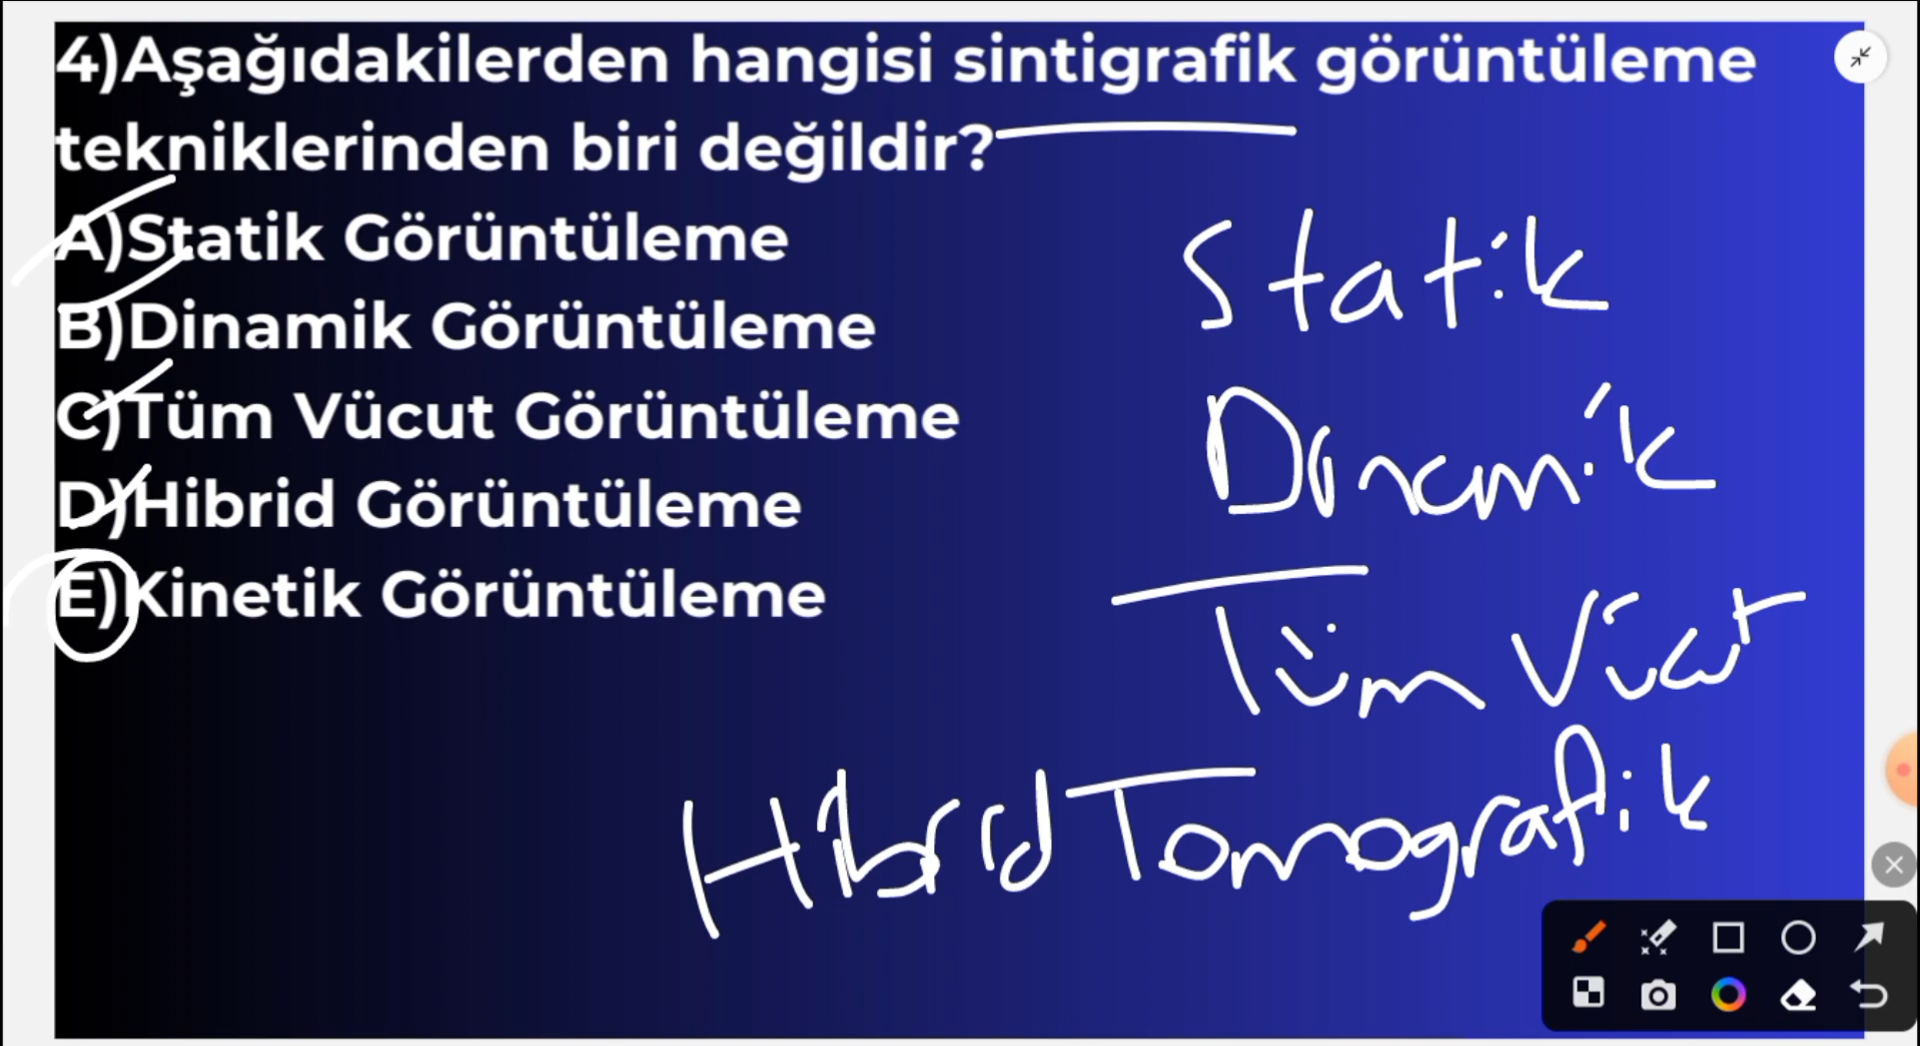 4)Aşağıdakilerden hangisi sintigrafik görüntüleme
tekniklerinden biri değildir?
A)Statik Görüntüleme
B)Dinamik Görüntüleme
C)Tüm Vücut Görüntüleme
D)Hibrid Görüntüleme
E)Kinetik Görüntüleme
Statik
Dinamik
Tüm Vücut
Hibrid Tomografik